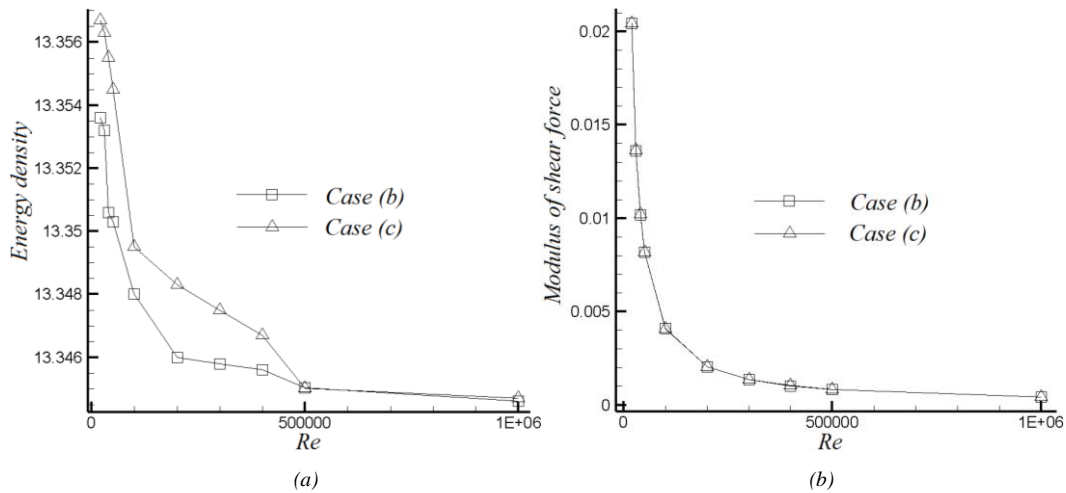 Energy density
13.356
13.354
13.352
13.35
13.348
13.346
0
500000
1E+06
Re
Case (b)
Case (c)
(a)
Modulus of shear force
0.02
0.015
0.01
0.005
0
0
500000
1E+06
Re
Case (b)
Case (c)
(b)